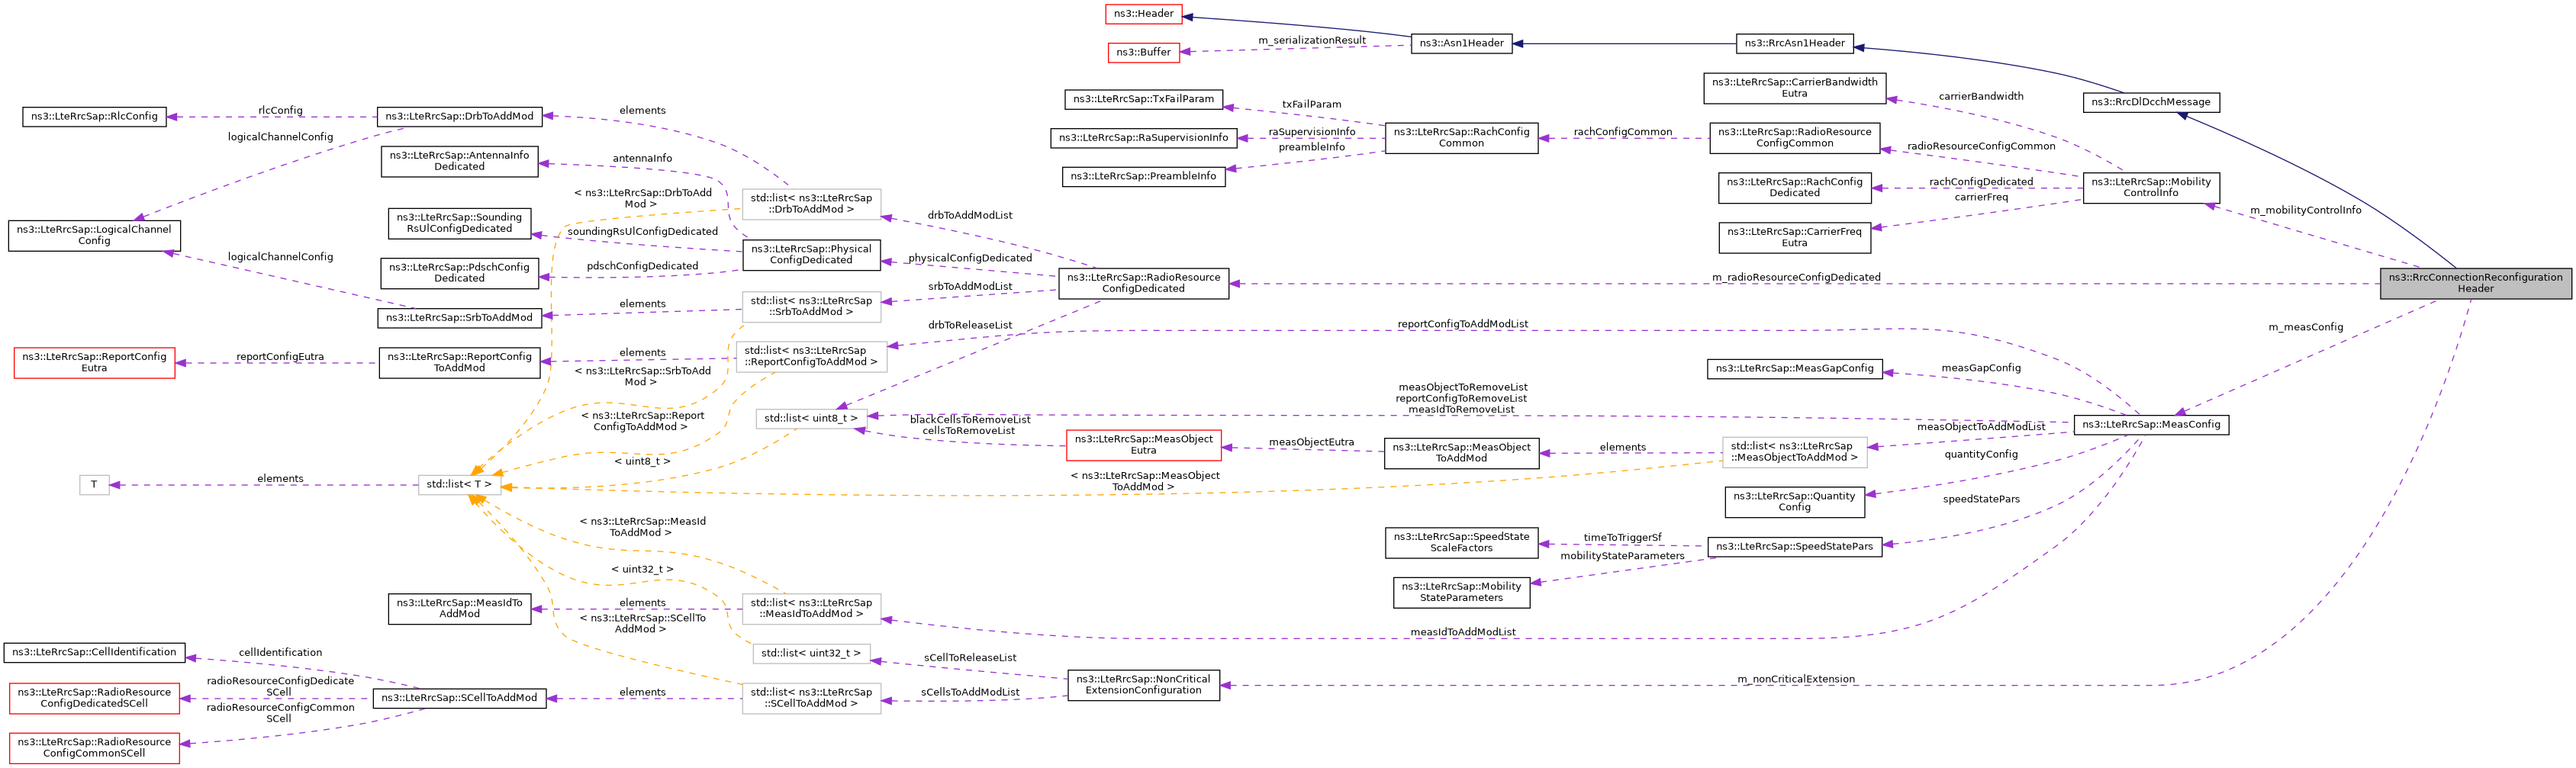 ns3::Header
ns3::Buffer
m_serializationResult
ns3::Asn1Header
ns3::RrcAsn1Header
ns3::LteRrcSap::CarrierBandwidth
Eutra
carrierBandwidth
ns3::RrcDlDcchMessage
ns3::LteRrcSap::TxFailParam
txFailParam
ns3::LteRrcSap::RaSupervisionInfo
raSupervisionInfo
preambleInfo
ns3::LteRrcSap::PreambleInfo
ns3::LteRrcSap::RachConfig
Common
rachConfigCommon
ns3::LteRrcSap::RadioResource
ConfigCommon
radioResourceConfigCommon
ns3::LteRrcSap::RachConfig
Dedicated
rachConfigDedicated
carrierFreq
ns3::LteRrcSap::Mobility
ControlInfo
ns3::LteRrcSap::CarrierFreq
Eutra
m_mobilityControlInfo
ns3::LteRrcSap::RlcConfig
rlcConfig
ns3::LteRrcSap::DrbToAddMod
elements
logicalChannelConfig
ns3::LteRrcSap::AntennaInfo
Dedicated
antennaInfo
< ns3::LteRrcSap::DrbToAdd
Mod >
std::list< ns3::LteRrcSap
::DrbToAddMod >
drbToAddModList
ns3::LteRrcSap::LogicalChannel
Config
ns3::LteRrcSap::Sounding
RsUlConfigDedicated
soundingRsUlConfigDedicated
ns3::LteRrcSap::Physical
ConfigDedicated
physicalConfigDedicated
logicalChannelConfig
ns3::LteRrcSap::PdschConfig
Dedicated
pdschConfigDedicated
ns3::LteRrcSap::RadioResource
ConfigDedicated
m_radioResourceConfigDedicated
ns3::RrcConnectionReconfiguration
Header
srbToAddModList
std::list< ns3::LteRrcSap
::SrbToAddMod >
elements
ns3::LteRrcSap::SrbToAddMod
drbToReleaseList
reportConfigToAddModList
m_measConfig
ns3::LteRrcSap::ReportConfig
Eutra
reportConfigEutra
ns3::LteRrcSap::ReportConfig
ToAddMod
elements
std::list< ns3::LteRrcSap
::ReportConfigToAddMod >
< ns3::LteRrcSap::SrbToAdd
Mod >
ns3::LteRrcSap::MeasGapConfig
measGapConfig
measObjectToRemoveList
reportConfigToRemoveList
measIdToRemoveList
< ns3::LteRrcSap::Report
ConfigToAddMod >
std::list< uint8_t >
blackCellsToRemoveList
cellsToRemoveList
ns3::LteRrcSap::MeasConfig
measObjectToAddModList
ns3::LteRrcSap::MeasObject
Eutra
measObjectEutra
ns3::LteRrcSap::MeasObject
ToAddMod
elements
std::list< ns3::LteRrcSap
::MeasObjectToAddMod >
quantityConfig
< uint8_t >
< ns3::LteRrcSap::MeasObject
ToAddMod >
T
elements
std::list< T >
ns3::LteRrcSap::Quantity
Config
speedStatePars
< ns3::LteRrcSap::MeasId
ToAddMod >
ns3::LteRrcSap::SpeedState
ScaleFactors
timeToTriggerSf
ns3::LteRrcSap::SpeedStatePars
mobilityStateParameters
< uint32_t >
ns3::LteRrcSap::Mobility
StateParameters
ns3::LteRrcSap::MeasIdTo
AddMod
elements
std::list< ns3::LteRrcSap
::MeasIdToAddMod >
< ns3::LteRrcSap::SCellTo
AddMod >
measIdToAddModList
ns3::LteRrcSap::CellIdentification
cellIdentification
std::list< uint32_t >
sCellToReleaseList
radioResourceConfigDedicate
SCell
ns3::LteRrcSap::RadioResource
ConfigDedicatedSCell
ns3::LteRrcSap::SCellToAddMod
elements
std::list< ns3::LteRrcSap
::SCellToAddMod >
sCellsToAddModList
ns3::LteRrcSap::NonCritical
ExtensionConfiguration
m_nonCriticalExtension
radioResourceConfigCommon
SCell
ns3::LteRrcSap::RadioResource
ConfigCommonSCell